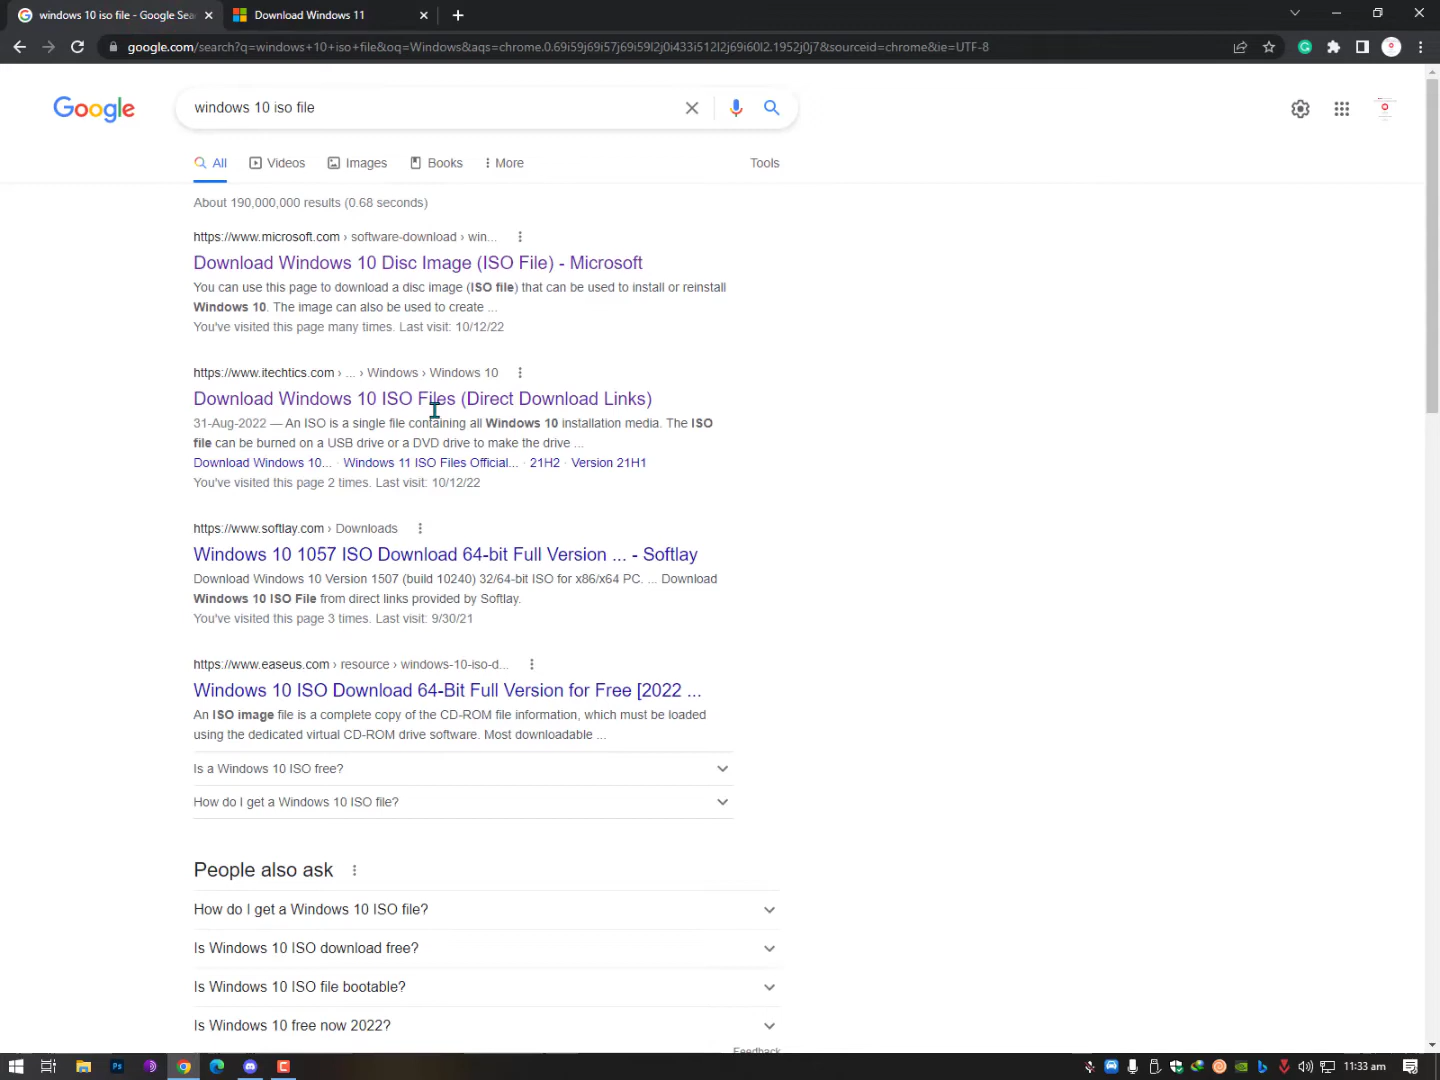 windows 10 iso file - Google Sea
Download Windows 11
google.com/search?q=windows+10+iso+file&oq=Windows&aqs=chrome.0.69i59j69i57j69i59l2j0i433i512l2j69i60l2.1952j0j7&sourceid=chrome&ie=UTF-8
Google
windows 10 iso file
All
Videos
Images
Books
More
Tools
About 190,000,000 results (0.68 seconds)
https://www.microsoft.com › software-download › win...
Download Windows 10 Disc Image (ISO File) - Microsoft
You can use this page to download a disc image (ISO file) that can be used to install or reinstall
Windows 10. The image can also be used to create ...
You've visited this page many times. Last visit: 10/12/22
https://www.itechtics.com › ... › Windows › Windows 10
Download Windows 10 ISO Files (Direct Download Links)
31-Aug-2022 — An ISO is a single file containing all Windows 10 installation media. The ISO
file can be burned on a USB drive or a DVD drive to make the drive ...
Download Windows 10... · Windows 11 ISO Files Official... · 21H2 · Version 21H1
You've visited this page 2 times. Last visit: 10/12/22
https://www.softlay.com › Downloads
Windows 10 1057 ISO Download 64-bit Full Version ... - Softlay
Download Windows 10 Version 1507 (build 10240) 32/64-bit ISO for x86/x64 PC. ... Download
Windows 10 ISO File from direct links provided by Softlay.
You've visited this page 3 times. Last visit: 9/30/21
https://www.easeus.com › resource › windows-10-iso-d...
Windows 10 ISO Download 64-Bit Full Version for Free [2022 ...
An ISO image file is a complete copy of the CD-ROM file information, which must be loaded
using the dedicated virtual CD-ROM drive software. Most downloadable ...
Is a Windows 10 ISO free?
How do I get a Windows 10 ISO file?
People also ask
How do I get a Windows 10 ISO file?
Is Windows 10 ISO download free?
Is Windows 10 ISO file bootable?
Is Windows 10 free now 2022?
Feedback
Ps
11:33 am